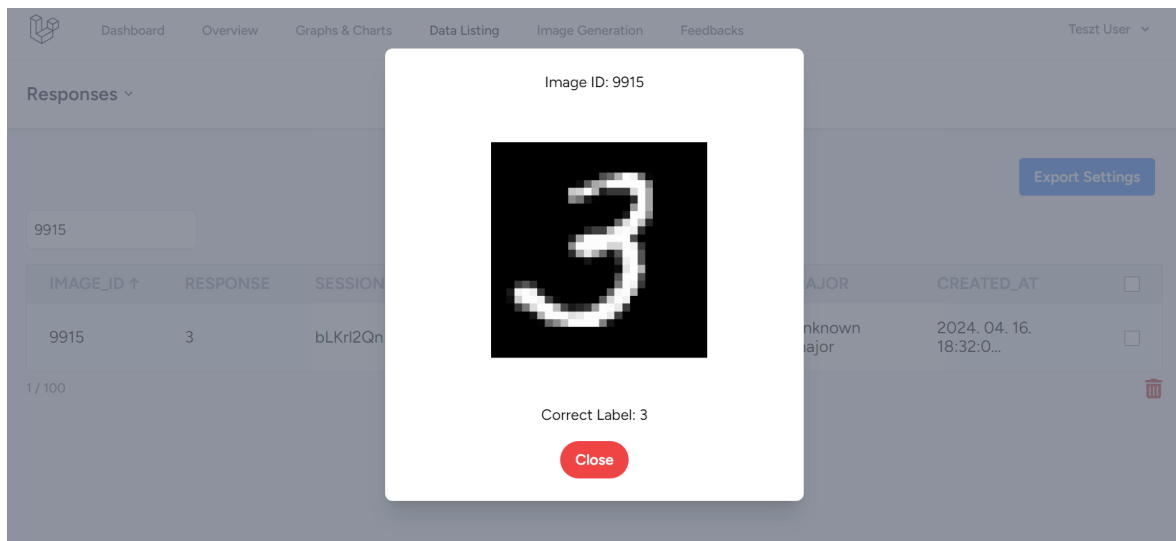 Dashboard Overview Graphs & Charts Data Listing Image Generation Feedbacks Teszt User
Responses
Image ID: 9915
3
Export Settings
9915
IMAGE_ID ↑ RESPONSE SESSION AJOR CREATED_AT
9915 3 bLKrl2Qn nknown 2024. 04. 16.
ajor 18:32:0...
1 / 100
Correct Label: 3
Close